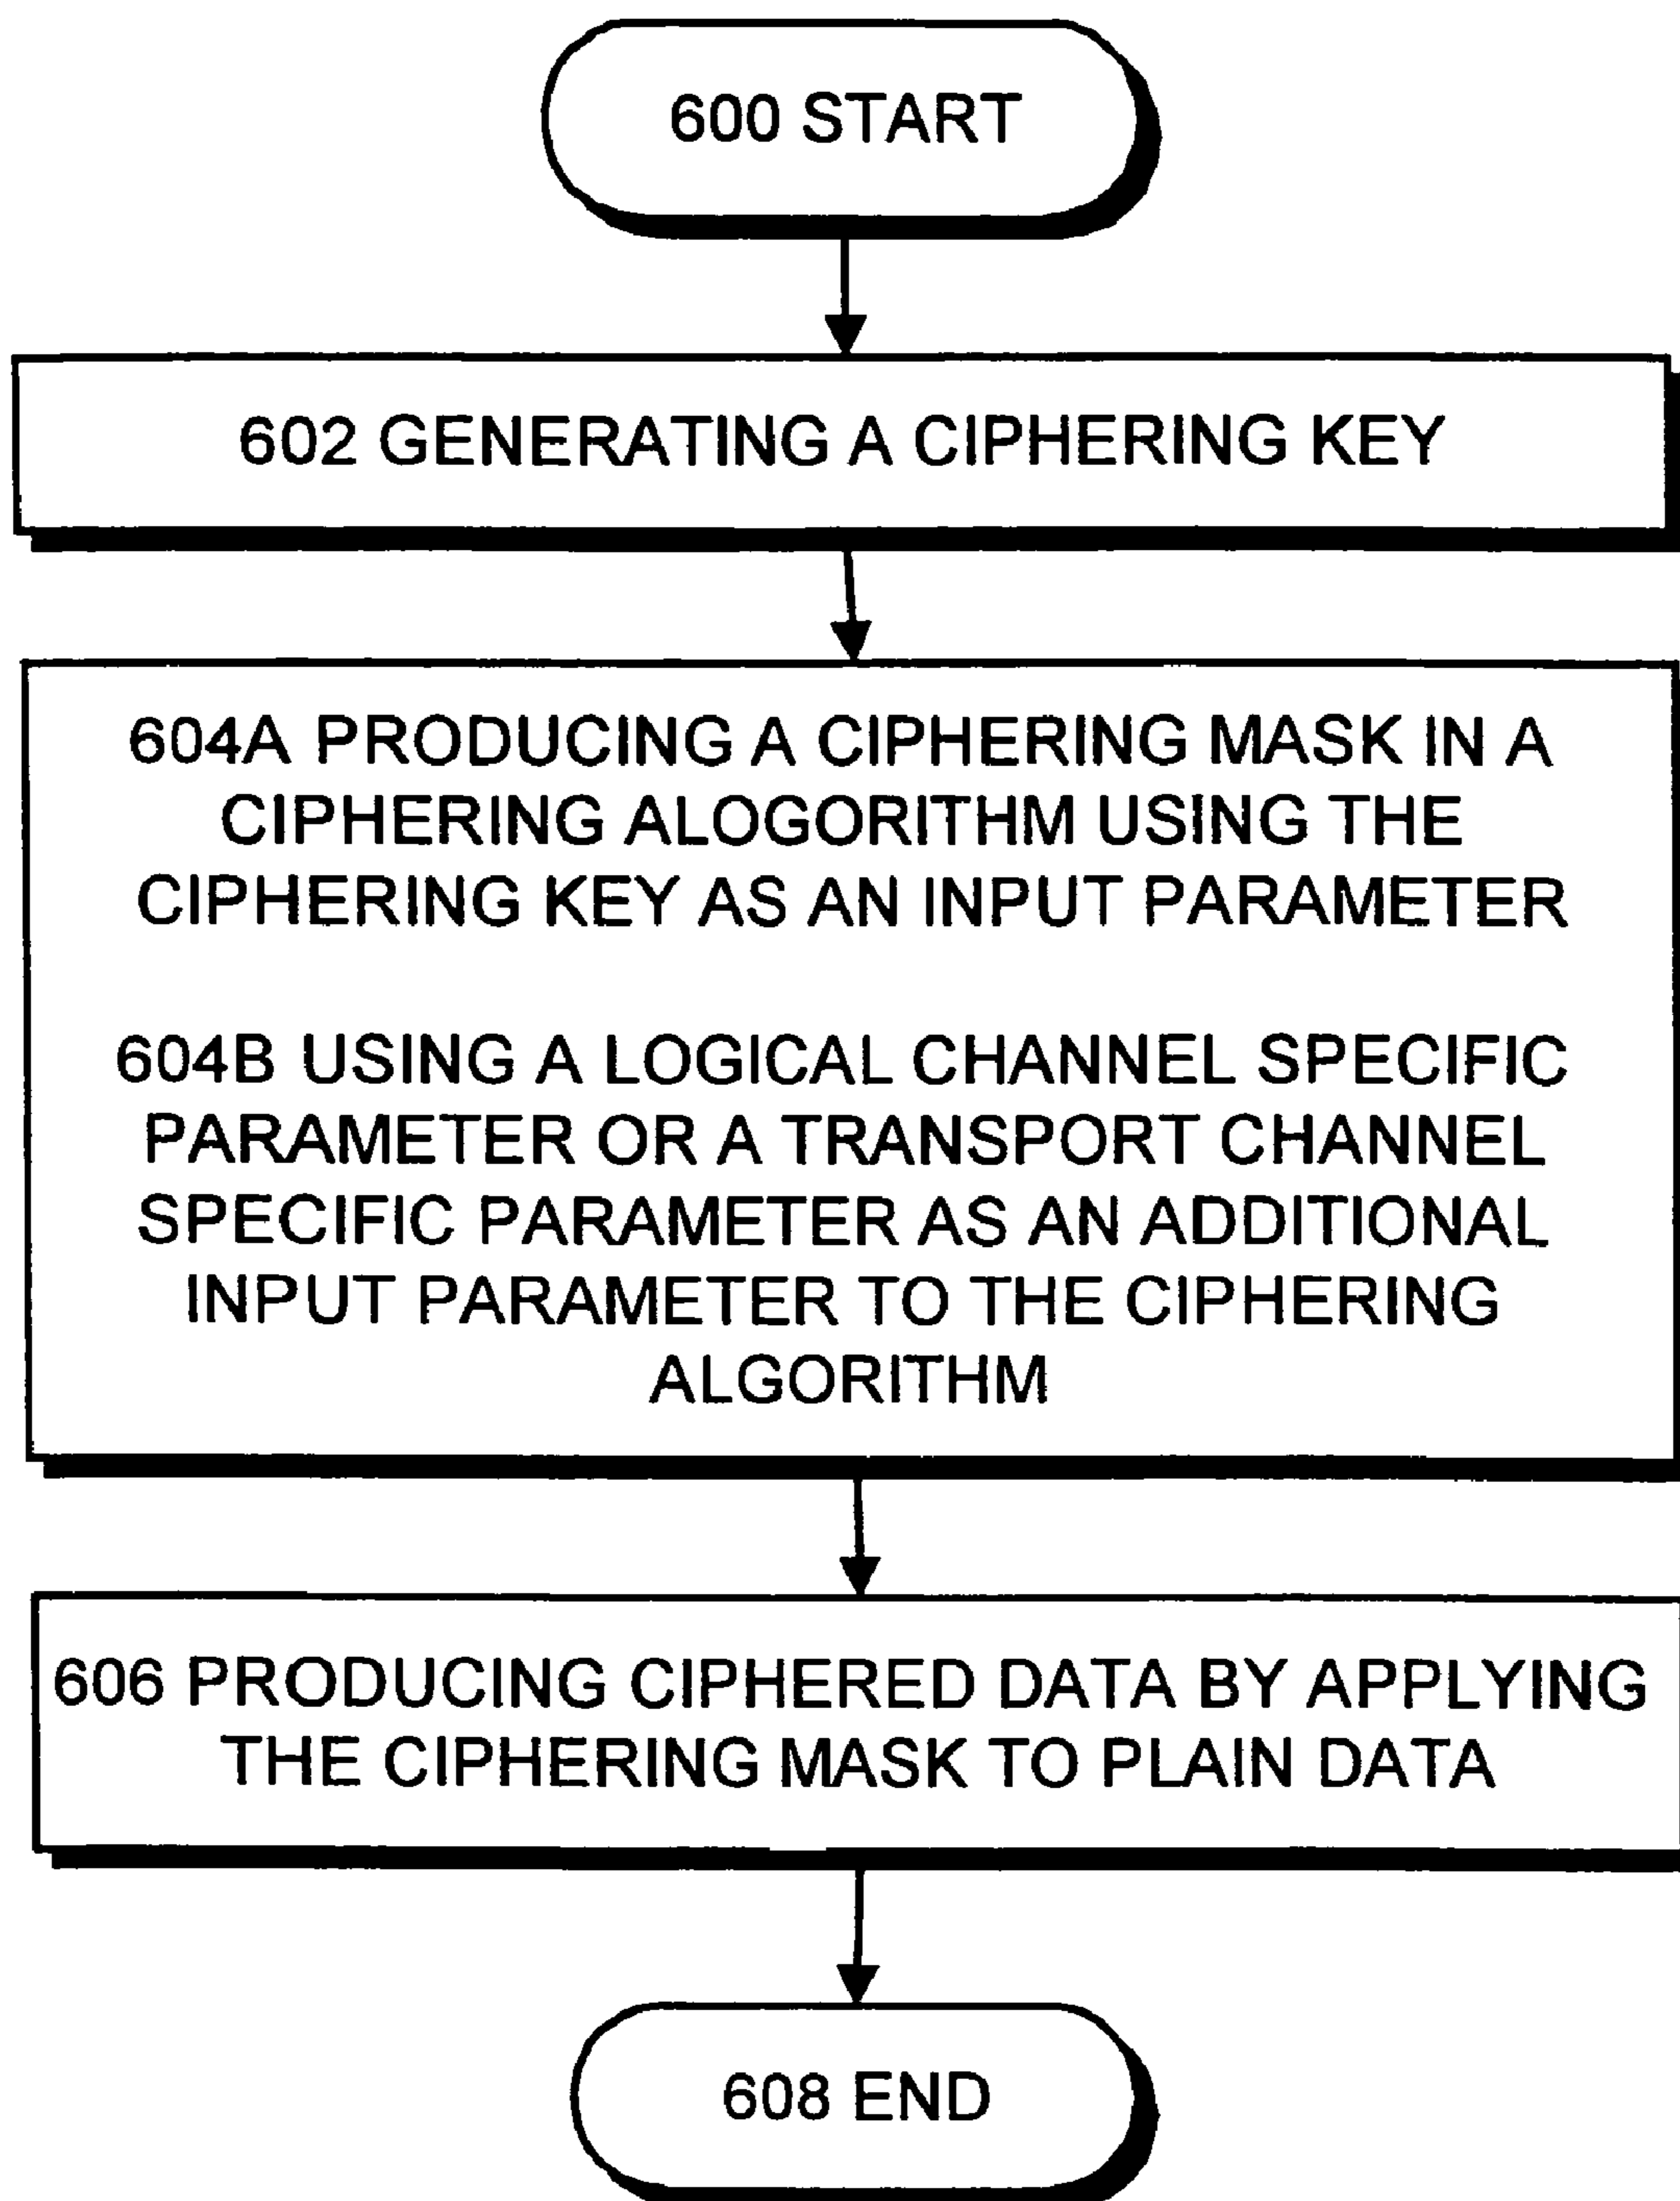 600 START
602 GENERATING A CIPHERING KEY
604A PRODUCING A CIPHERING MASK IN A
CIPHERING ALOGORITHM USING THE
CIPHERING KEY AS AN INPUT PARAMETER
604B USING A LOGICAL CHANNEL SPECIFIC
PARAMETER OR A TRANSPORT CHANNEL
SPECIFIC PARAMETER AS AN ADDITIONAL
INPUT PARAMETER TO THE CIPHERING
ALGORITHM
606 PRODUCING CIPHERED DATA BY APPLYING
THE CIPHERING MASK TO PLAIN DATA
608 END